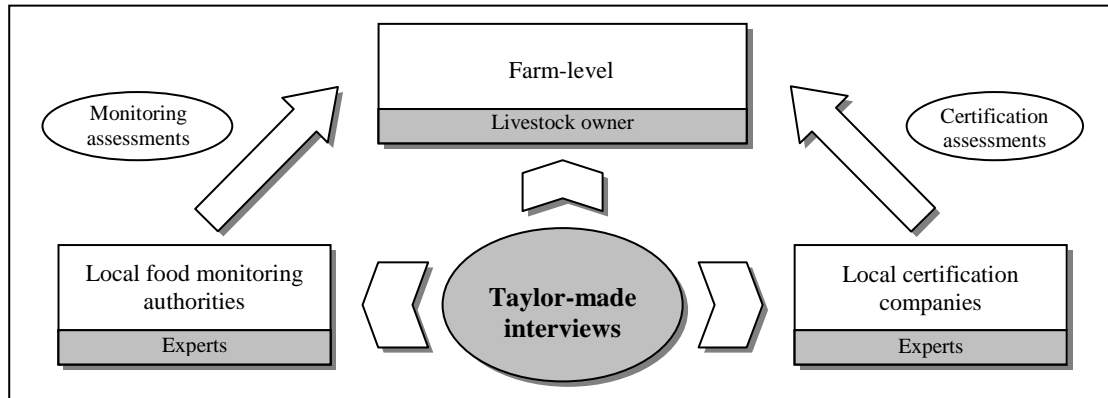 Farm-level
Livestock owner
Monitoring
assessments
Certification
assessments
Local food monitoring
authorities
Experts
Taylor-made
interviews
Local certification
companies
Experts